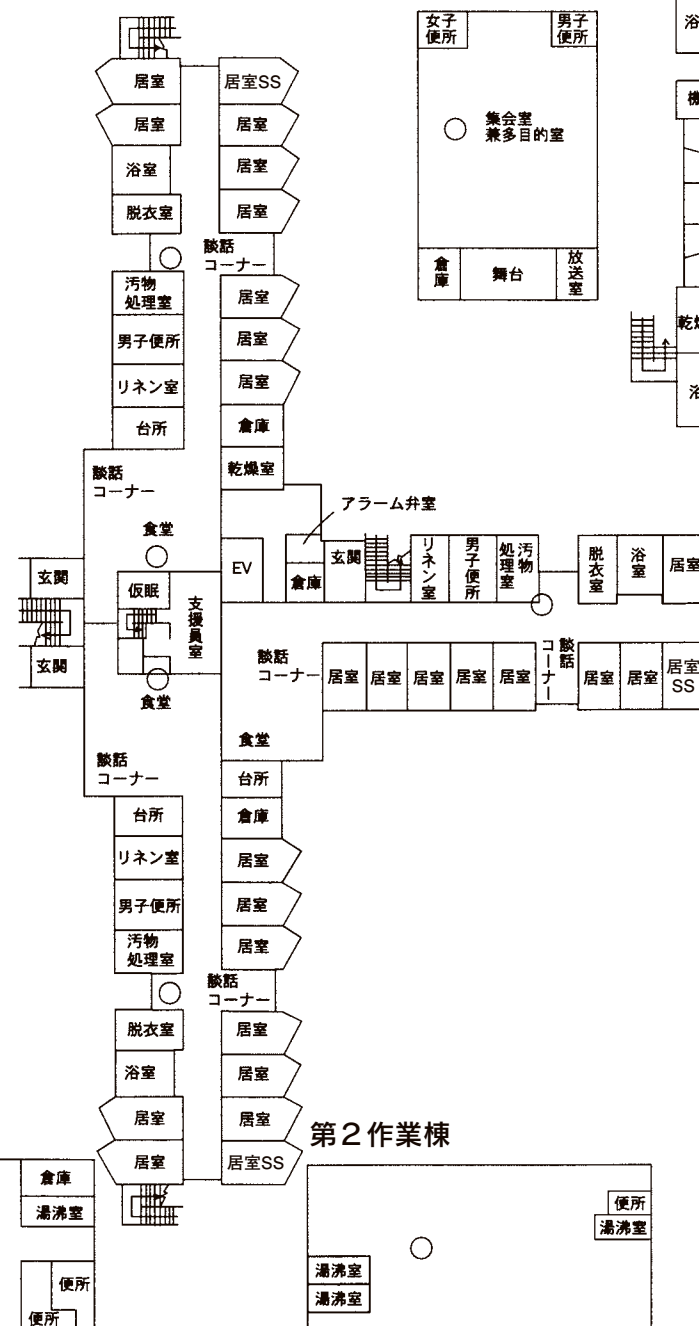 女子
便所
男子
便所
集会室
兼多目的室
倉庫
舞台
放送室
居室
居室SS
居室
居室
浴室
居室
脱衣室
居室
談話
コーナー
汚物
処理室
居室
男子便所
居室
リネン室
居室
台所
倉庫
乾燥室
談話
コーナー
食堂
アラーム弁室
EV
倉庫
玄関
リネン室
男子便所
汚物
処理室
脱衣室
浴室
居室
玄関
仮眠
支援員室
玄関
食堂
談話
コーナー
居室
居室
居室
居室
居室
談話
コーナー
居室
居室
居室
SS
食堂
談話
コーナー
台所
台所
倉庫
リネン室
居室
男子便所
居室
汚物
処理室
居室
談話
コーナー
脱衣室
居室
浴室
居室
居室
居室
居室
居室SS
第2作業棟
倉庫
湯沸室
便所
便所
便所
湯沸室
湯沸室
湯沸室
浴
乾燥
浴